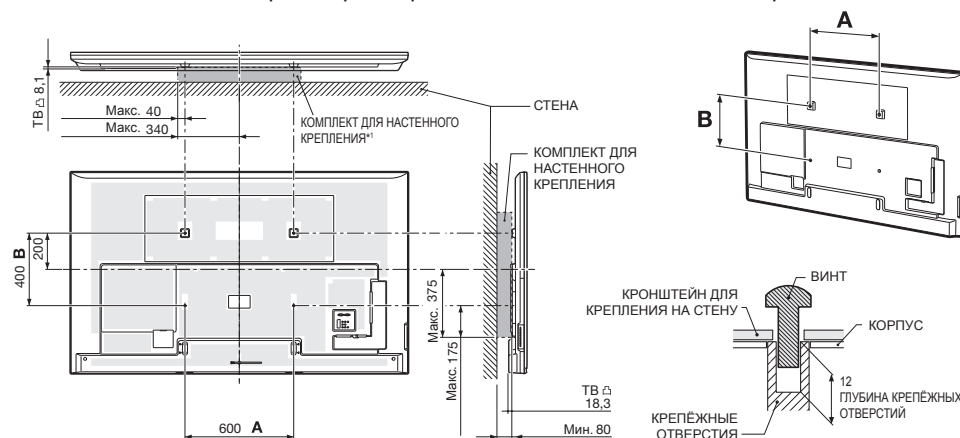 ТВ ⌂ 8,1
Макс. 40
Макс. 340
КОМПЛЕКТ ДЛЯ НАСТЕННОГО
КРЕПЛЕНИЯ*1
СТЕНА
КОМПЛЕКТ ДЛЯ
НАСТЕННОГО
КРЕПЛЕНИЯ
400 B
200
Макс. 375
Макс. 175
600 A
ТВ ⌂
18,3
Мин. 80
A
B
ВИНТ
КРОНШТЕЙН ДЛЯ
КРЕПЛЕНИЯ НА СТЕНУ
КОРПУС
12
ГЛУБИНА КРЕПЁЖНЫХ
ОТВЕРСТИЙ
КРЕПЁЖНЫЕ
ОТВЕРСТИЯ